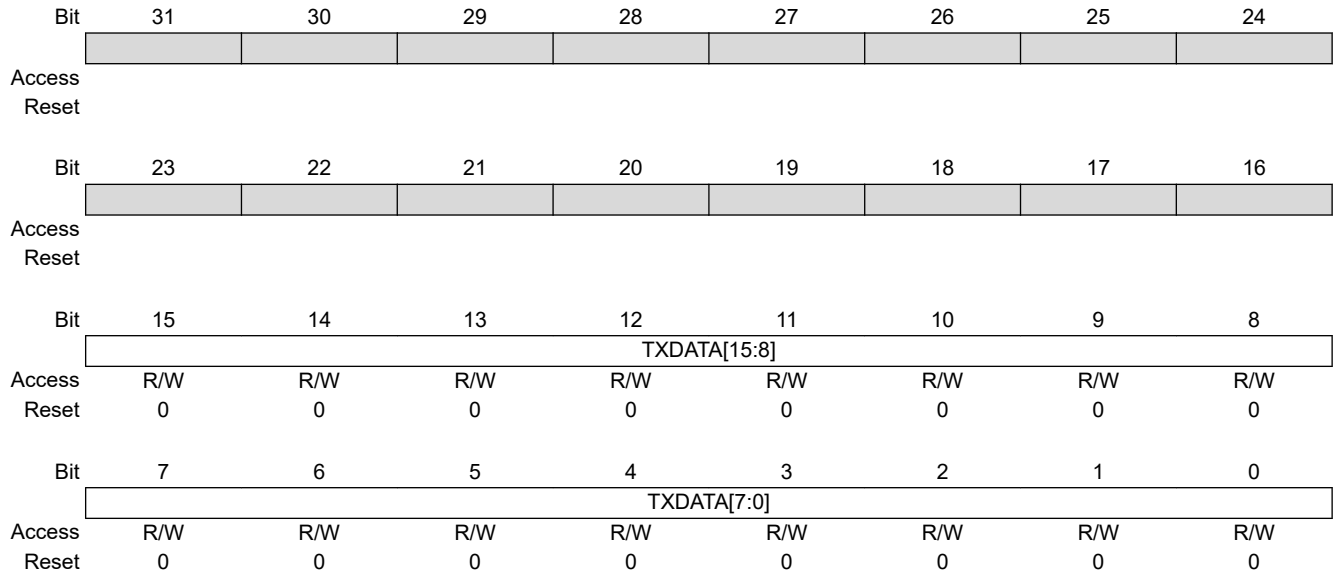 Bit 31 30 29 28 27 26 25 24
Access
Reset
Bit 23 22 21 20 19 18 17 16
Access
Reset
Bit 15 14 13 12 11 10 9 8
TXDATA[15:8]
Access R/W R/W R/W R/W R/W R/W R/W R/W
Reset 0 0 0 0 0 0 0 0
Bit 7 6 5 4 3 2 1 0
TXDATA[7:0]
Access R/W R/W R/W R/W R/W R/W R/W R/W
Reset 0 0 0 0 0 0 0 0